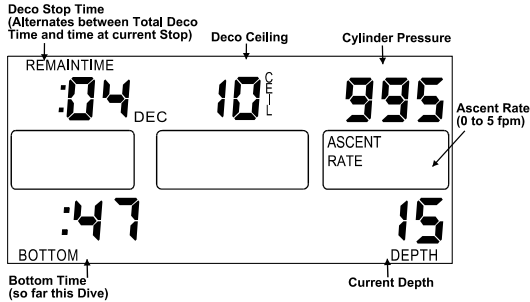 Deco Stop Time
(Alternates between Total Deco
Time and time at current Stop)
Deco Ceiling
Cylinder Pressure
REMAINTIME
:04 DEC
10 CEIL
995
Ascent Rate
(0 to 5 fpm)
ASCENT
RATE
:47
15
BOTTOM
DEPTH
Bottom Time
(so far this Dive)
Current Depth